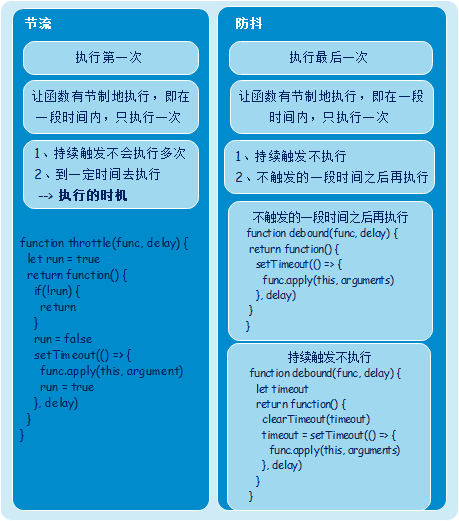 节流
执行第一次
让函数有节制地执行，即在
一段时间内，只执行一次
1、持续触发不会执行多次
2、到一定时间去执行
--> 执行的时机
function throttle(func, delay) {
let run = true
return function() {
if(!run) {
return
}
run = false
setTimeout(() => {
func.apply(this, argument)
run = true
}, delay)
}
}
防抖
执行最后一次
让函数有节制地执行，即在一段
时间内，只执行一次
1、持续触发不执行
2、不触发的一段时间之后再执行
不触发的一段时间之后再执行
function debound(func, delay) {
return function() {
setTimeout(() => {
func.apply(this, arguments)
}, delay)
}
}
持续触发不执行
function debound(func, delay) {
let timeout
return function() {
clearTimeout(timeout)
timeout = setTimeout(() => {
func.apply(this, arguments)
}, delay)
}
}